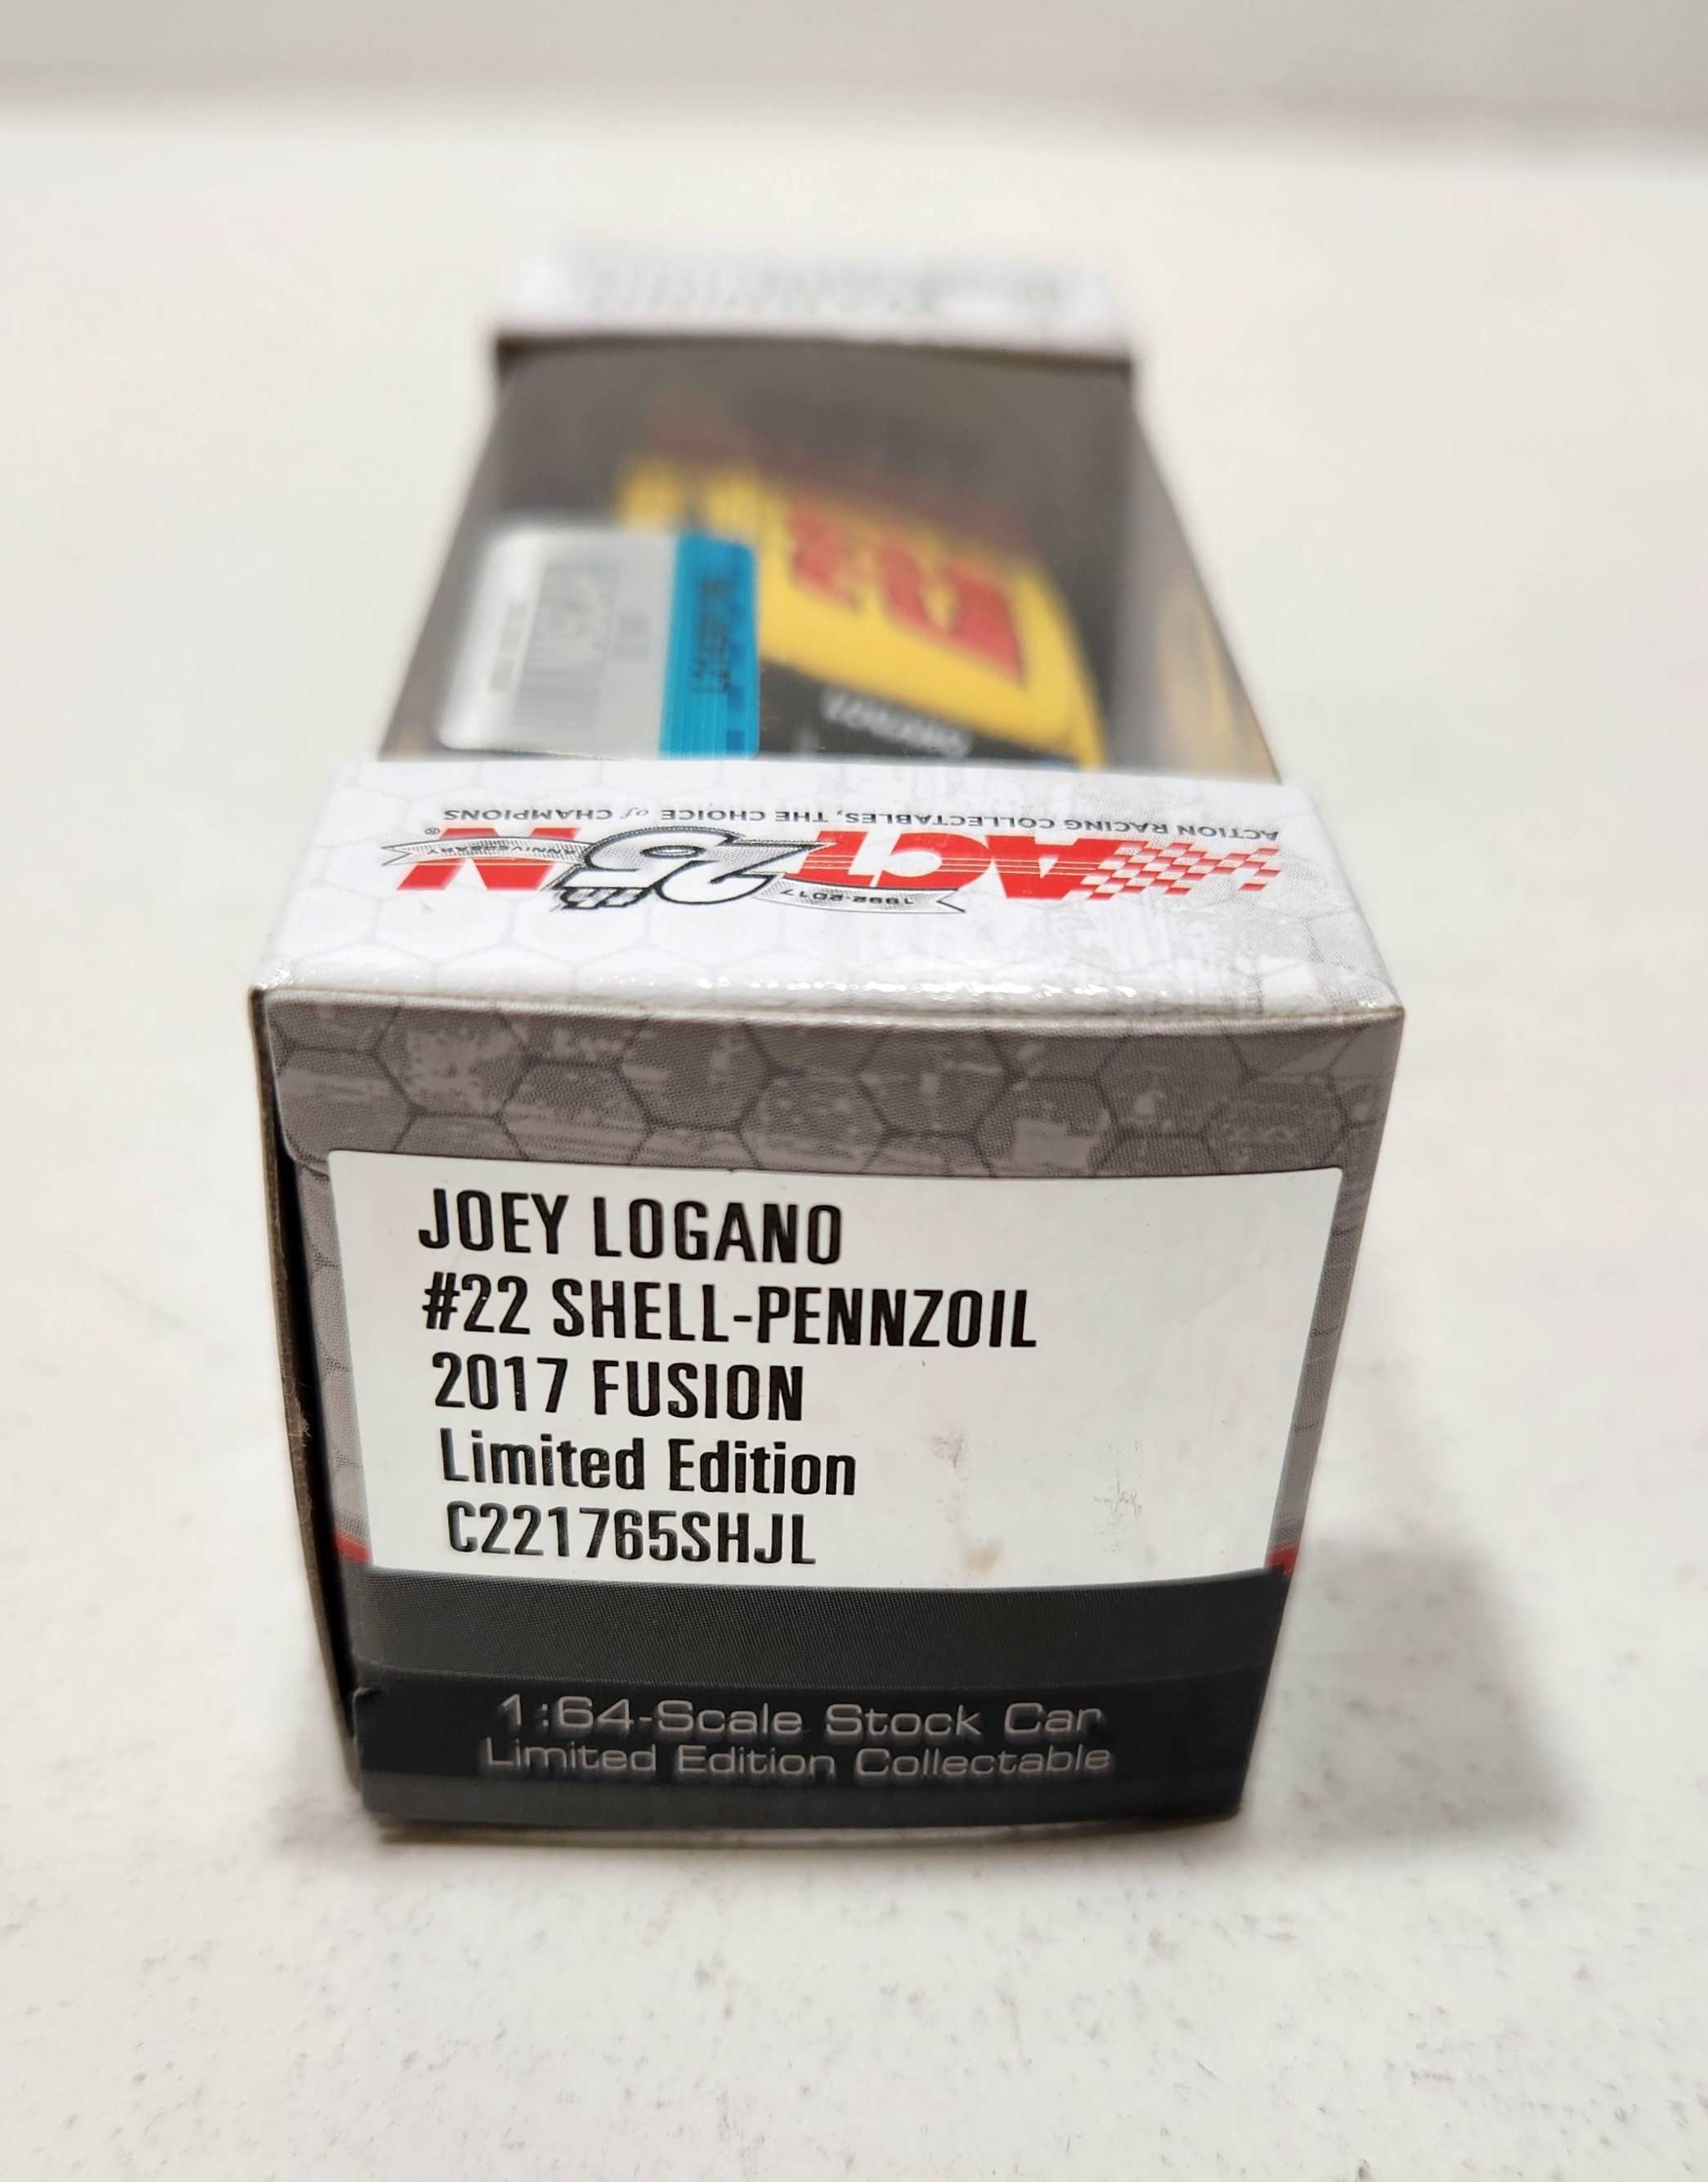 ACTION RACING COLLECTABLES, THE CHOICE of CHAMPIONS
ACTION®
25th
ANNIVERSARY
1992-2017
22
JOEY LOGANO
#22 SHELL-PENNZOIL
2017 FUSION
Limited Edition
C221765SHJL
1:64-Scale Stock Car
Limited Edition Collectable